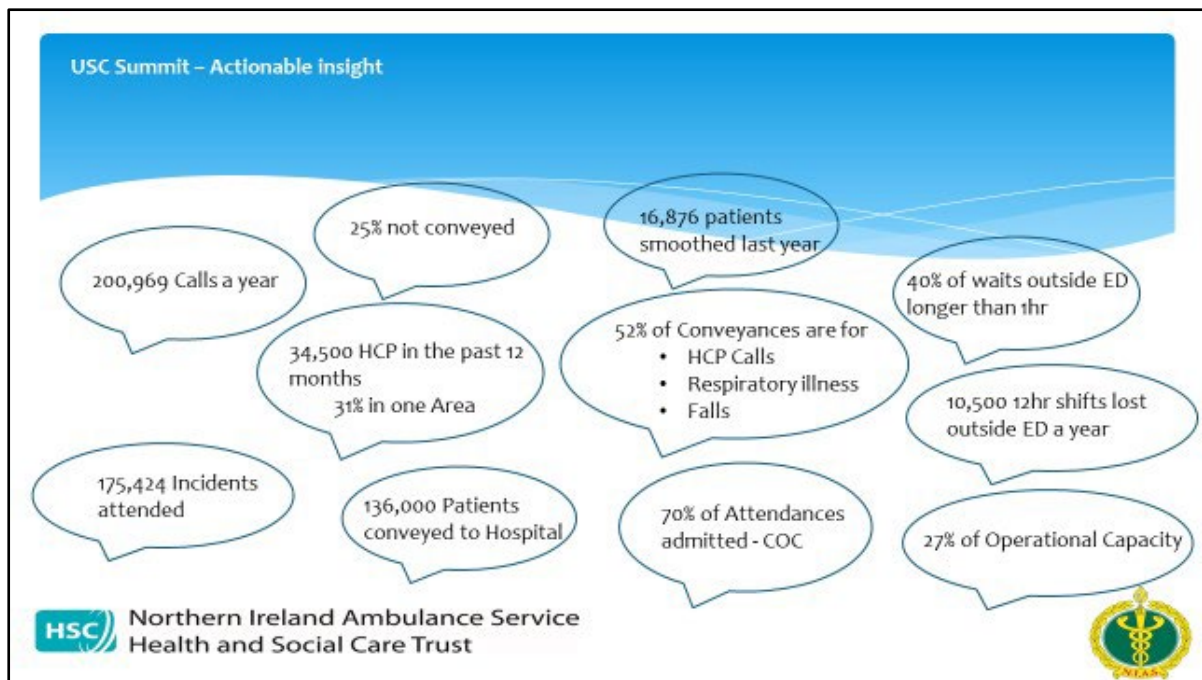 USC Summit – Actionable insight
200,969 Calls a year
25% not conveyed
16,876 patients
smoothed last year
40% of waits outside ED
longer than 1hr
34,500 HCP in the past 12
months
31% in one Area
52% of Conveyances are for
• HCP Calls
• Respiratory illness
• Falls
10,500 12hr shifts lost
outside ED a year
175,424 Incidents
attended
136,000 Patients
conveyed to Hospital
70% of Attendances
admitted - COC
27% of Operational Capacity
HSC
Northern Ireland Ambulance Service
Health and Social Care Trust
N.I.A.S